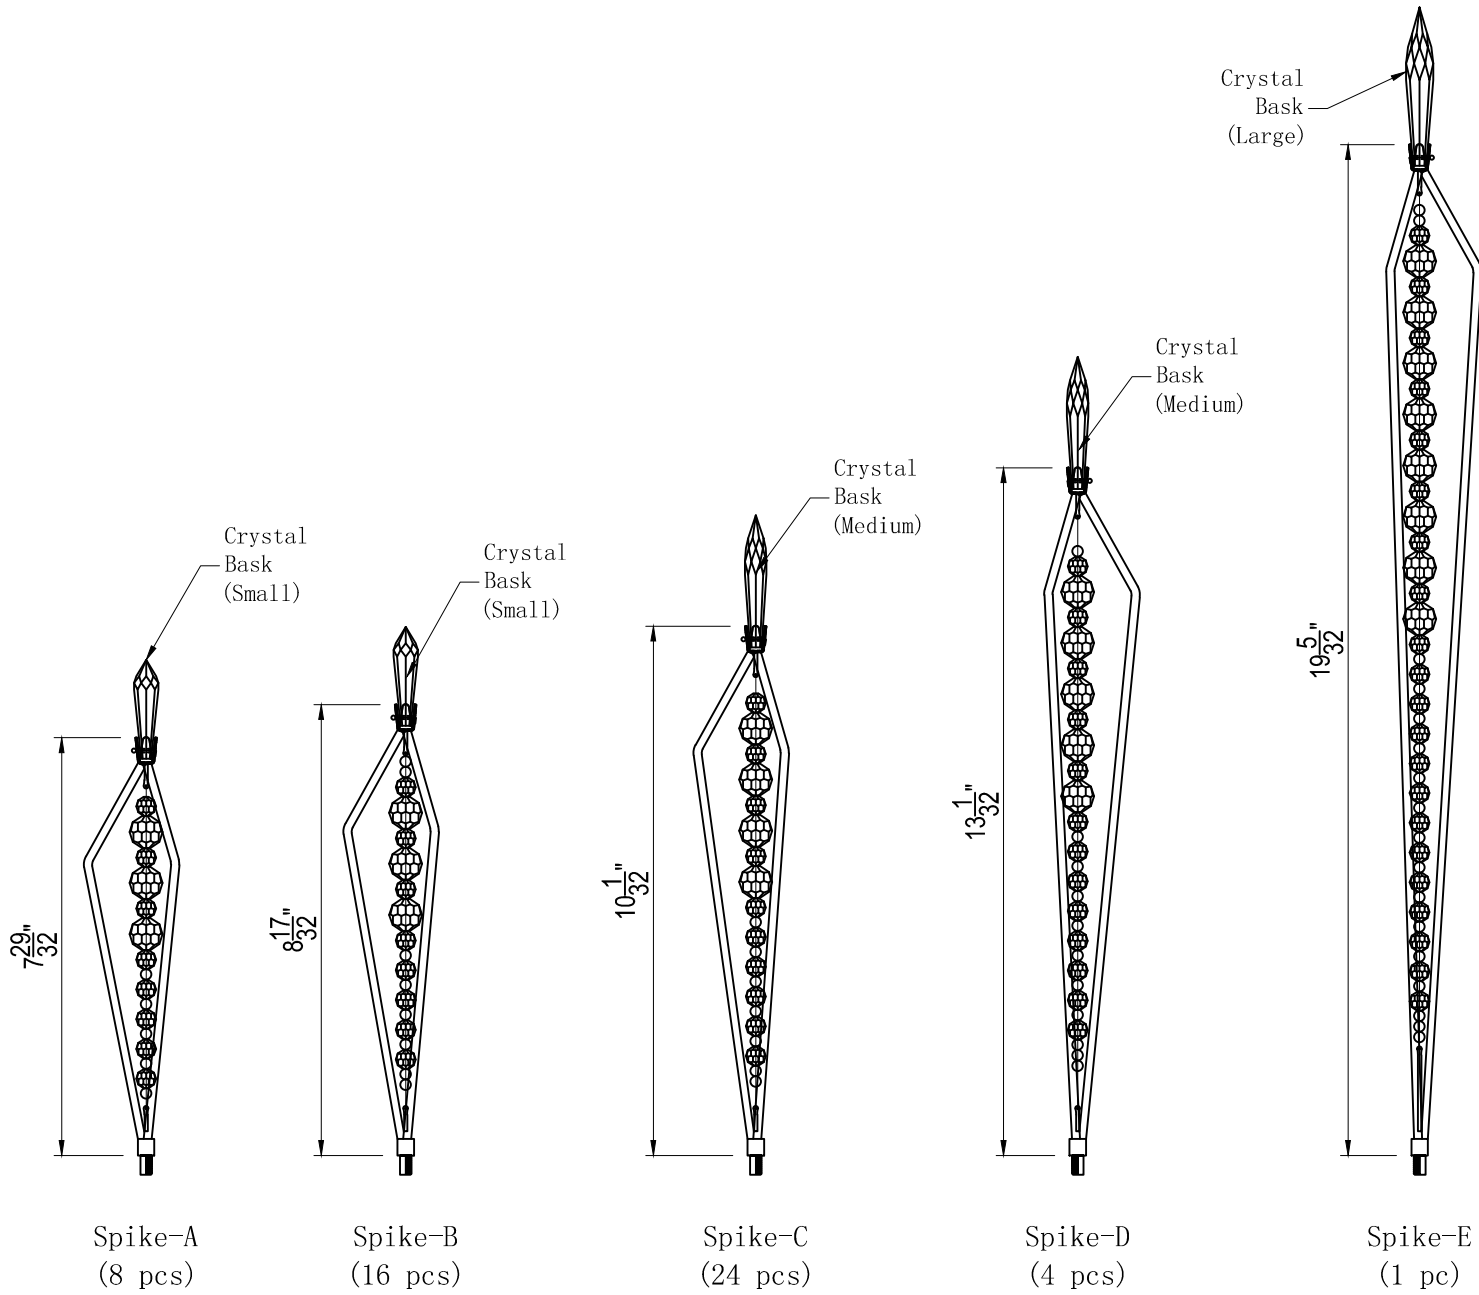 Crystal
Bask
(Large)
Crystal
Bask
(Medium)
Crystal
Bask
(Medium)
Crystal
Bask
(Small)
Crystal
Bask
(Small)
7 29/32"
8 17/32"
10 1/32"
13 1/32"
19 5/32"
Spike-A
(8 pcs)
Spike-B
(16 pcs)
Spike-C
(24 pcs)
Spike-D
(4 pcs)
Spike-E
(1 pc)